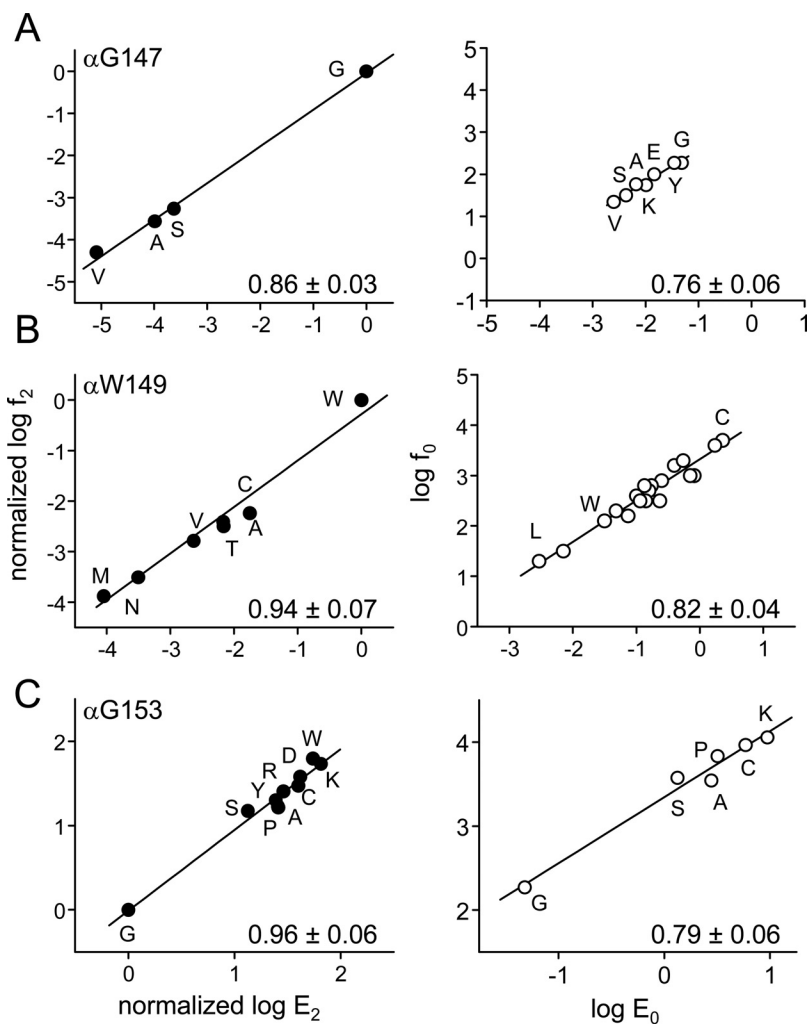 A
αG147
0
-1
-2
-3
-4
-5
G
S
A
V
0.86 ± 0.03
-5 -4 -3 -2 -1 0
5
4
3
2
1
0
-1
G
E
A
S
Y
K
V
0.76 ± 0.06
-5 -4 -3 -2 -1 0 1
B
αW149
normalized log f2
0
-1
-2
-3
-4
W
C
V
A
T
M
N
0.94 ± 0.07
-4 -3 -2 -1 0
log f0
5
4
3
2
1
0
C
W
L
0.82 ± 0.04
-3 -2 -1 0 1
C
αG153
2
1
0
W
D
R
K
Y
C
S
A
P
G
0.96 ± 0.06
0 1 2
normalized log E2
4
3
2
K
P
C
S
A
G
0.79 ± 0.06
-1 0 1
log E0